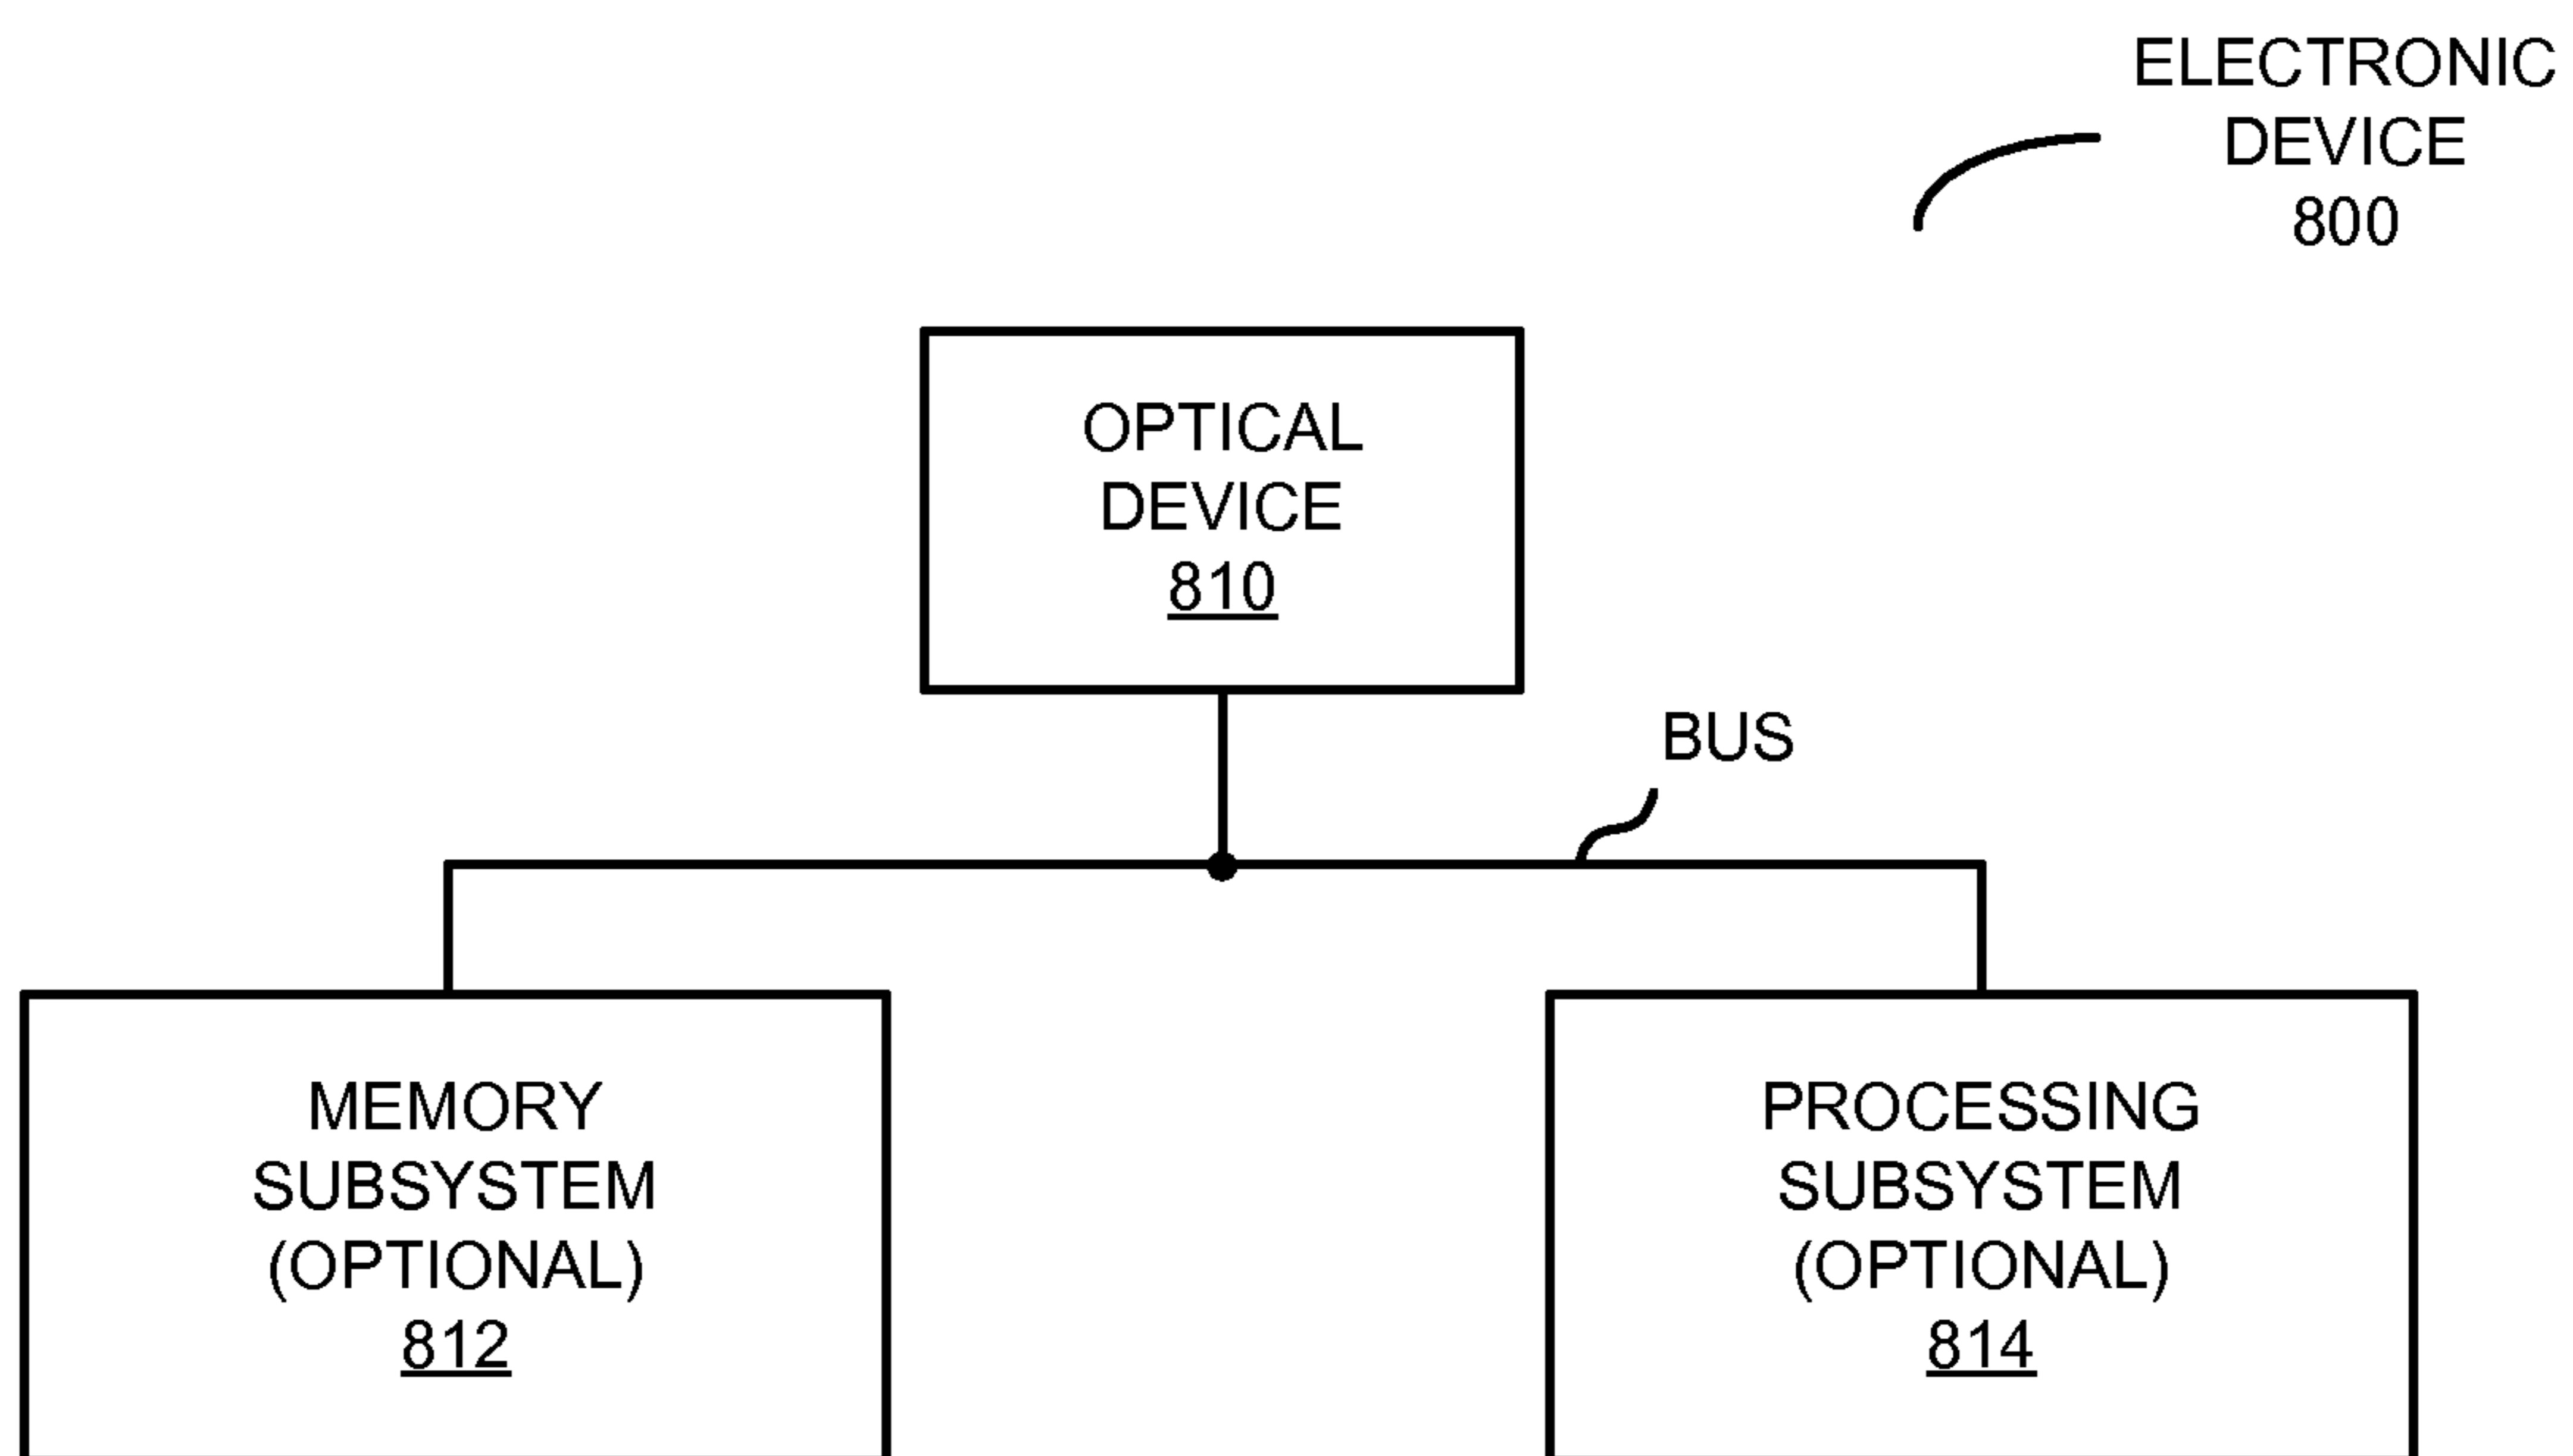 ELECTRONIC
DEVICE
800
OPTICAL
DEVICE
810
BUS
MEMORY
SUBSYSTEM
(OPTIONAL)
812
PROCESSING
SUBSYSTEM
(OPTIONAL)
814